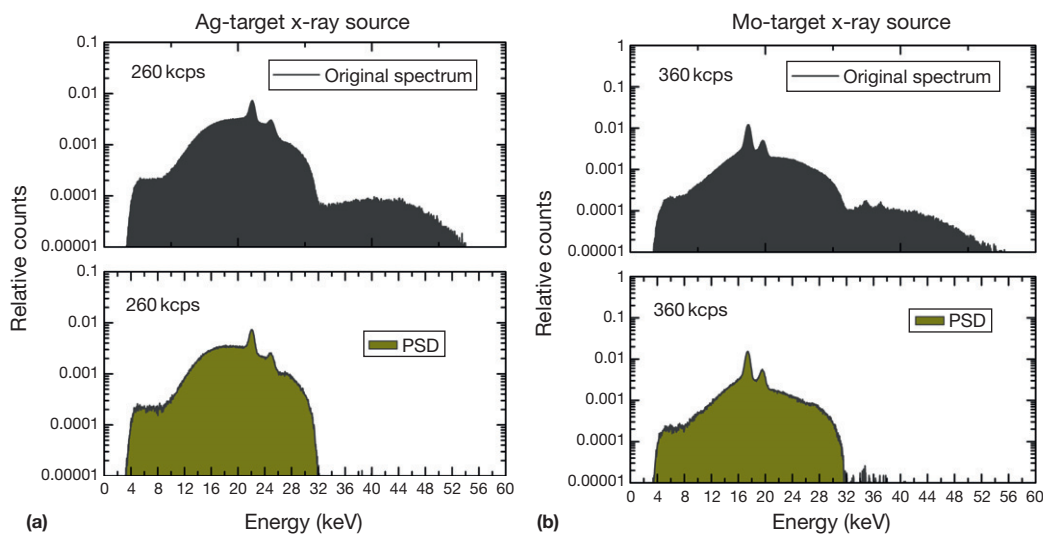 Ag-target x-ray source
0.1
260 kcps
Original spectrum
0.01
0.001
0.0001
0.00001
0.1
260 kcps
0.01
PSD
0.001
0.0001
0.00001
0 4 8 12 16 20 24 28 32 36 40 44 48 52 56 60
Relative counts
Energy (keV)
(a)
Mo-target x-ray source
1
360 kcps
Original spectrum
0.1
0.01
0.001
0.0001
0.00001
1
360 kcps
0.1
PSD
0.01
0.001
0.0001
0.00001
0 4 8 12 16 20 24 28 32 36 40 44 48 52 56 60
Relative counts
Energy (keV)
(b)